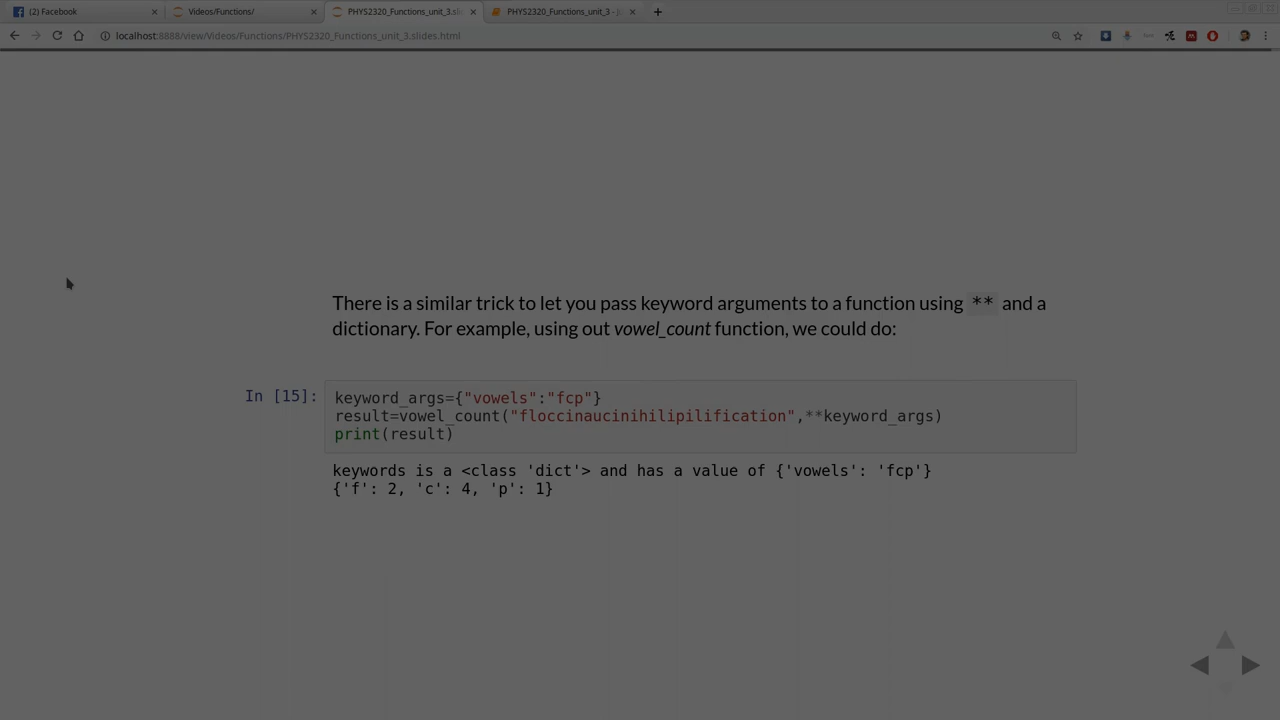 (2) Facebook
Videos/Functions/
PHYS2320_Functions_unit_3.sli
PHYS2320_Functions_unit_3 - J
localhost:8888/view/Videos/Functions/PHYS2320_Functions_unit_3.slides.html
There is a similar trick to let you pass keyword arguments to a function using ** and a
dictionary. For example, using out vowel_count function, we could do:
In [15]:
keyword_args={"vowels":"fcp"}
result=vowel_count("floccinaucinihilipilification",**keyword_args)
print(result)
keywords is a <class 'dict'> and has a value of {'vowels': 'fcp'}
{'f': 2, 'c': 4, 'p': 1}